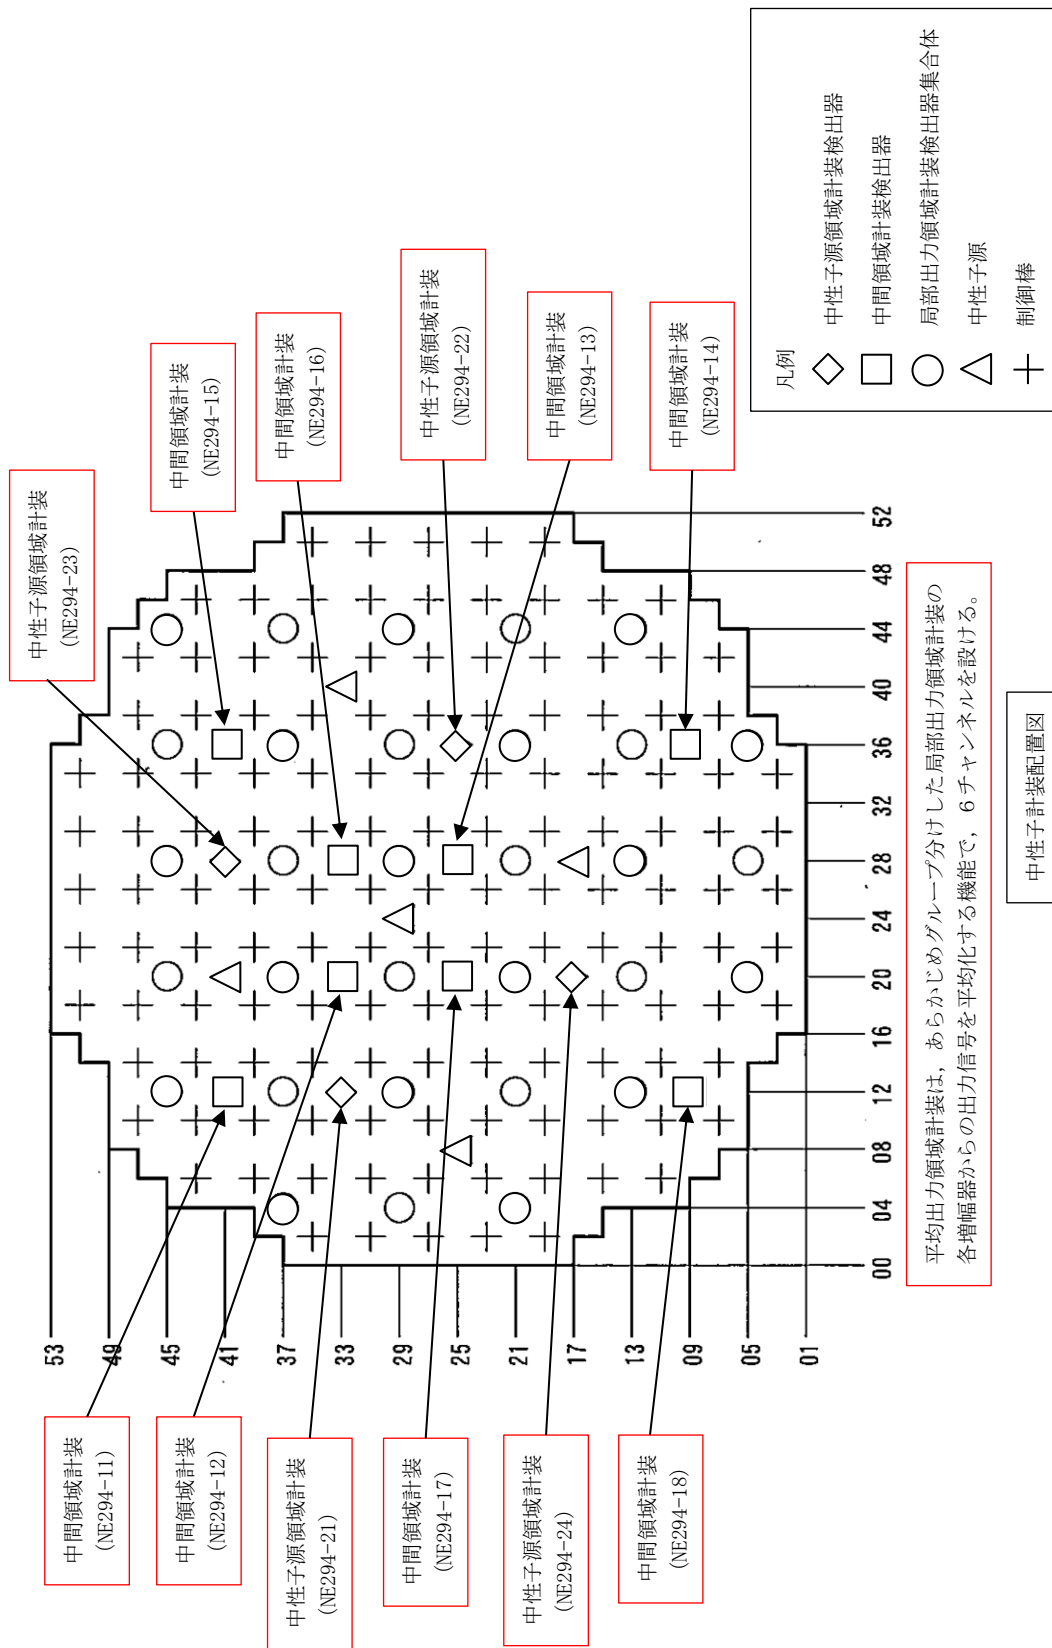 中間領域計装
(NE294-11)
中間領域計装
(NE294-12)
中性子源領域計装
(NE294-21)
中間領域計装
(NE294-17)
中性子源領域計装
(NE294-24)
中間領域計装
(NE294-18)
中性子源領域計装
(NE294-23)
中間領域計装
(NE294-15)
中間領域計装
(NE294-16)
中性子源領域計装
(NE294-22)
中間領域計装
(NE294-13)
中間領域計装
(NE294-14)
53
49
45
41
37
33
29
25
21
17
13
09
05
01
00
04
08
12
16
20
24
28
32
36
40
44
48
52
平均出力領域計装は，あらかじめグループ分けした局部出力領域計装の
各増幅器からの出力信号を平均化する機能で，6チャンネルを設ける。
凡例
中性子源領域計装検出器
中間領域計装検出器
局部出力領域計装検出器集合体
中性子源
制御棒
中性子計装配置図